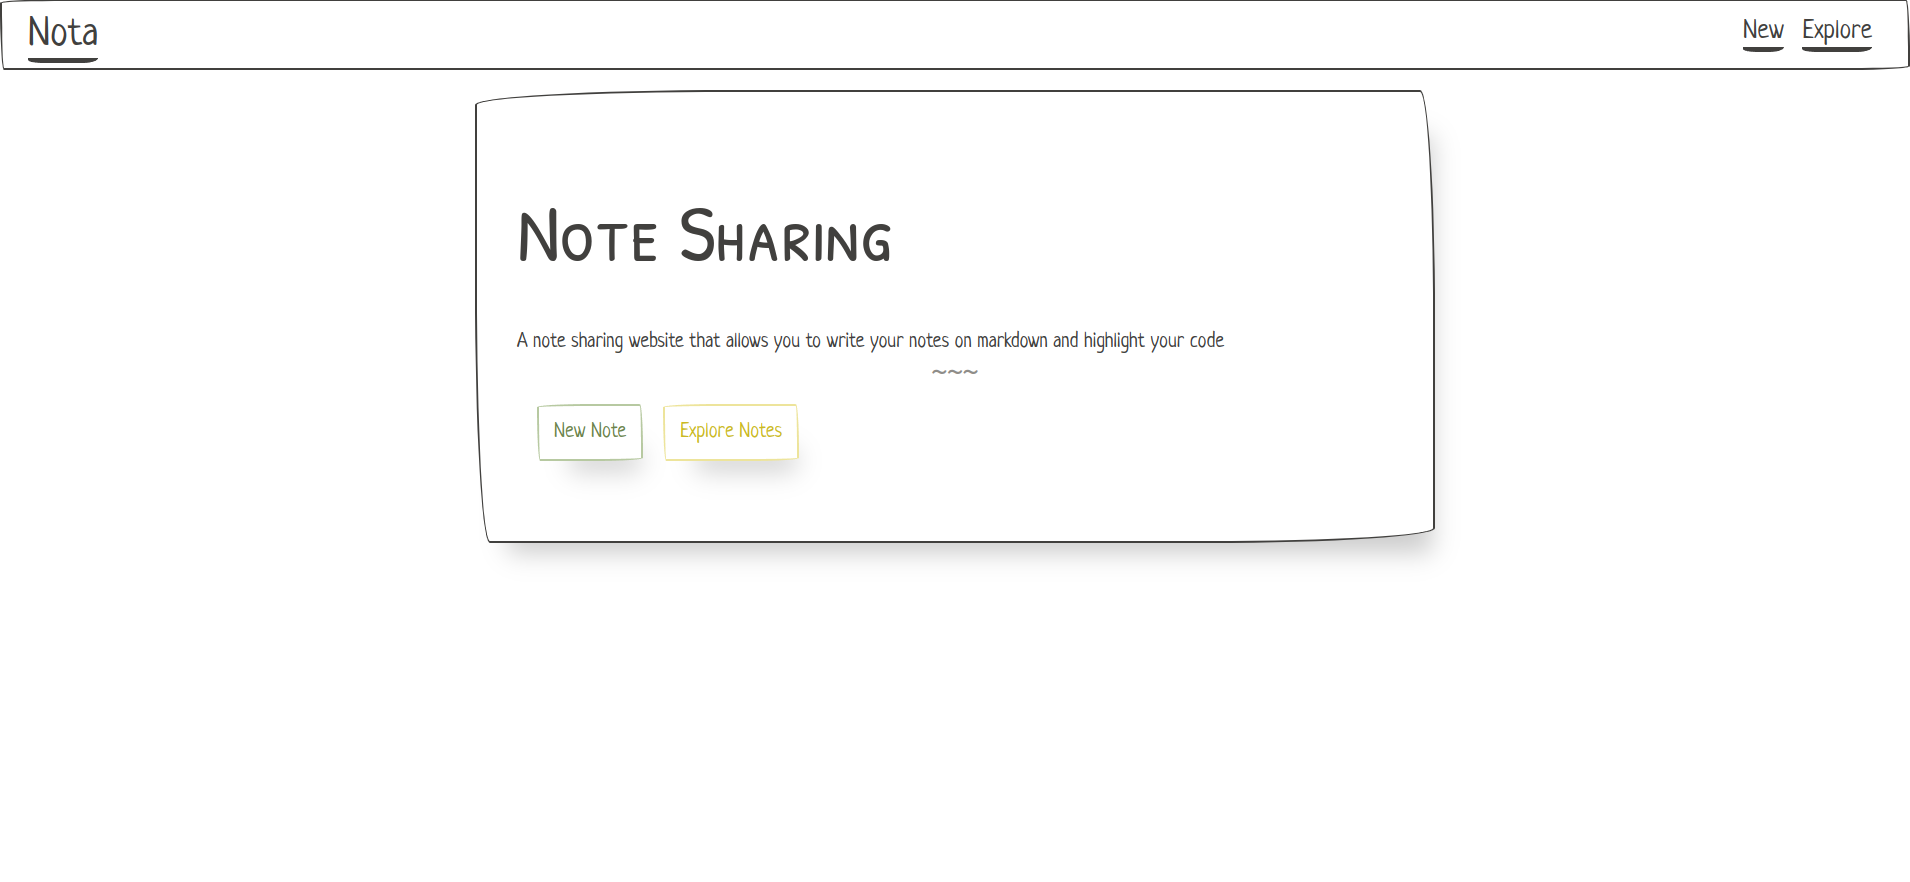 Nota
New Explore
Note Sharing
A note sharing website that allows you to write your notes on markdown and highlight your code
~~~
New Note Explore Notes